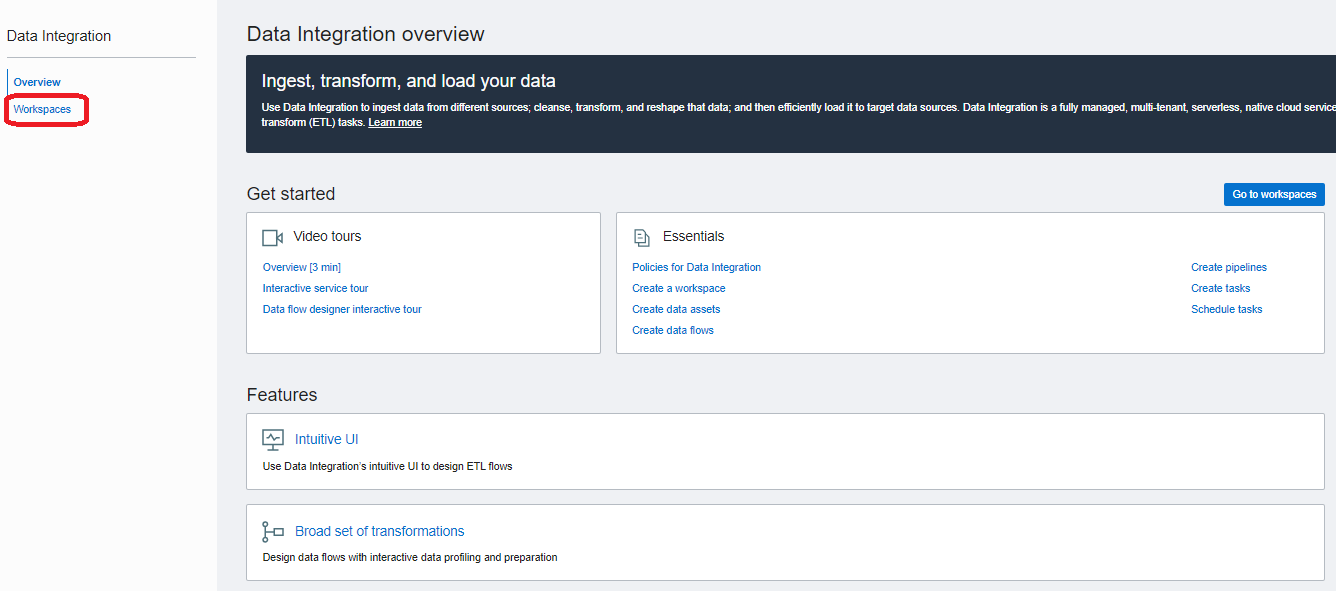 Data Integration
Overview
Workspaces
Data Integration overview
Ingest, transform, and load your data
Use Data Integration to ingest data from different sources; cleanse, transform, and reshape that data; and then efficiently load it to target data sources. Data Integration is a fully managed, multi-tenant, serverless, native cloud service
transform (ETL) tasks. Learn more
Get started
Go to workspaces
Video tours
Overview [3 min]
Interactive service tour
Data flow designer interactive tour
Essentials
Policies for Data Integration
Create a workspace
Create data assets
Create data flows
Create pipelines
Create tasks
Schedule tasks
Features
Intuitive UI
Use Data Integration's intuitive UI to design ETL flows
Broad set of transformations
Design data flows with interactive data profiling and preparation